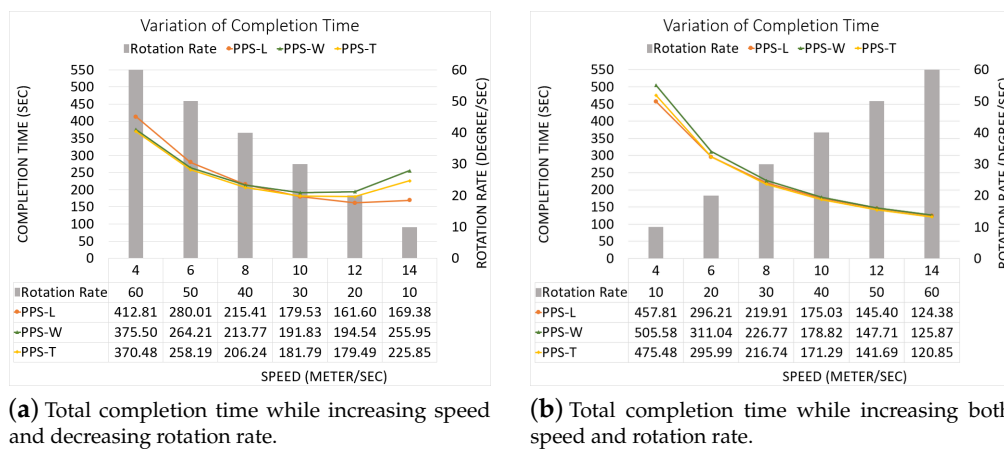 Variation of Completion Time
Rotation Rate PPS-L PPS-W PPS-T
COMPLETION TIME (SEC)
550
500
450
400
350
300
250
200
150
100
50
0
60
50
40
30
20
10
0
ROTATION RATE (DEGREE/SEC)
4 6 8 10 12 14
Rotation Rate 60 50 40 30 20 10
PPS-L 412.81 280.01 215.41 179.53 161.60 169.38
PPS-W 375.50 264.21 213.77 191.83 194.54 255.95
PPS-T 370.48 258.19 206.24 181.79 179.49 225.85
SPEED (METER/SEC)
(a) Total completion time while increasing speed
and decreasing rotation rate.
Variation of Completion Time
Rotation Rate PPS-L PPS-W PPS-T
COMPLETION TIME (SEC)
550
500
450
400
350
300
250
200
150
100
50
0
60
50
40
30
20
10
0
ROTATION RATE (DEGREE/SEC)
4 6 8 10 12 14
Rotation Rate 10 20 30 40 50 60
PPS-L 457.81 296.21 219.91 175.03 145.40 124.38
PPS-W 505.58 311.04 226.77 178.82 147.71 125.87
PPS-T 475.48 295.99 216.74 171.29 141.69 120.85
SPEED (METER/SEC)
(b) Total completion time while increasing both
speed and rotation rate.